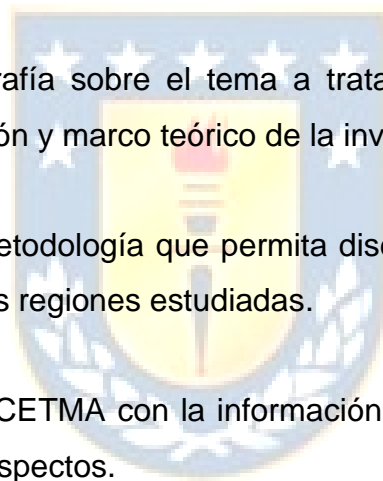 rafía sobre el tema a trata
ón y marco teórico de la inv
etodología que permita dis
s regiones estudiadas.
CETMA con la información
spectos.